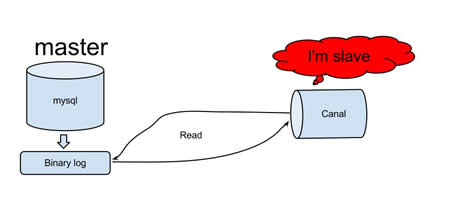 master
I'm slave
mysql
Canal
Read
Binary log